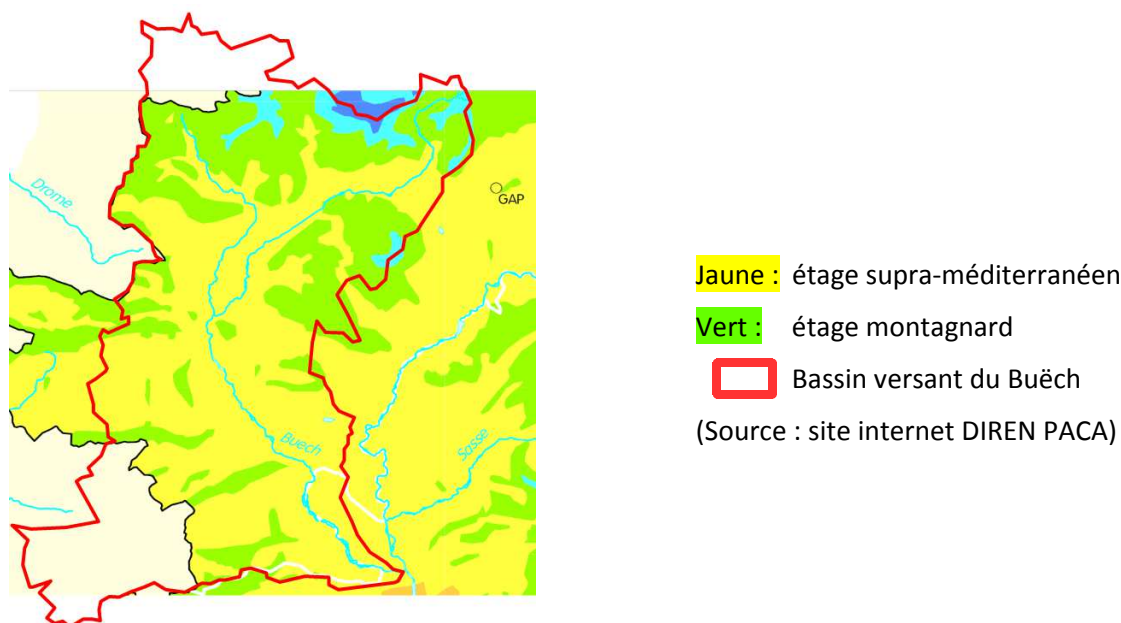 Drome
GAP
Buech
Sasse
Jaune : étage supra-méditerranéen
Vert : étage montagnard
Bassin versant du Buëch
(Source : site internet DIREN PACA)